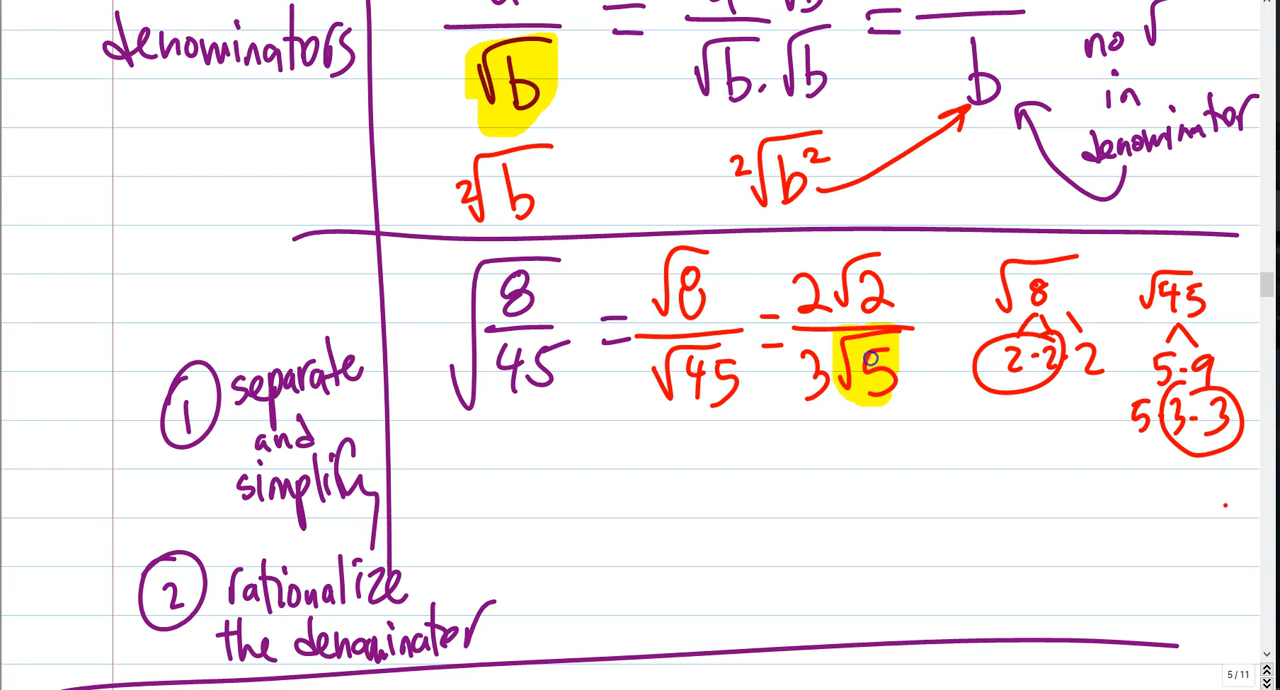 denominators
/√b = /√b · √b = /b
no √
in
denominator
²√b ²√b²
√(8/45) = √8/√45 = 2√2/3√5
√8
2·2·2
√45
5·9
5·3·3
① separate
and
simplify
② rationalize
the denominator
5 / 11